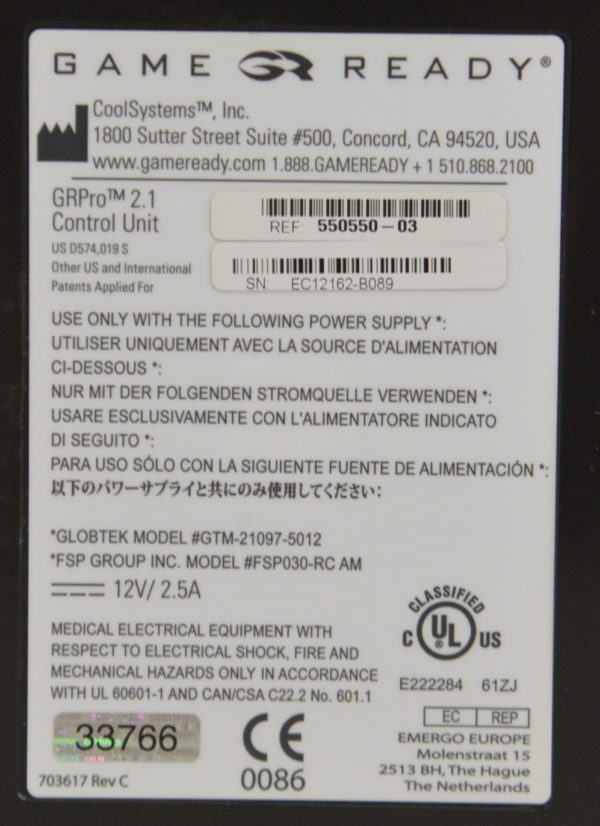 GAME GR READY®
CoolSystems™, Inc.
1800 Sutter Street Suite #500, Concord, CA 94520, USA
www.gameready.com 1.888.GAMEREADY + 1 510.868.2100
GRPro™ 2.1
Control Unit
US D574,019 S
Other US and International
Patents Applied For
REF: 550550-03
SN: EC12162-B089
USE ONLY WITH THE FOLLOWING POWER SUPPLY *:
UTILISER UNIQUEMENT AVEC LA SOURCE D'ALIMENTATION
CI-DESSOUS *:
NUR MIT DER FOLGENDEN STROMQUELLE VERWENDEN *:
USARE ESCLUSIVAMENTE CON L'ALIMENTATORE INDICATO
DI SEGUITO *:
PARA USO SÓLO CON LA SIGUIENTE FUENTE DE ALIMENTACIÓN *:
以下のパワーサプライと共にのみ使用してください:
*GLOBTEK MODEL #GTM-21097-5012
*FSP GROUP INC. MODEL #FSP030-RC AM
12V/ 2.5A
MEDICAL ELECTRICAL EQUIPMENT WITH
RESPECT TO ELECTRICAL SHOCK, FIRE AND
MECHANICAL HAZARDS ONLY IN ACCORDANCE
WITH UL 60601-1 AND CAN/CSA C22.2 No. 601.1
CLASSIFIED
C UL® US
E222284 61ZJ
33766
703617 Rev C
CE
0086
EC REP
EMERGO EUROPE
Molenstraat 15
2513 BH, The Hague
The Netherlands